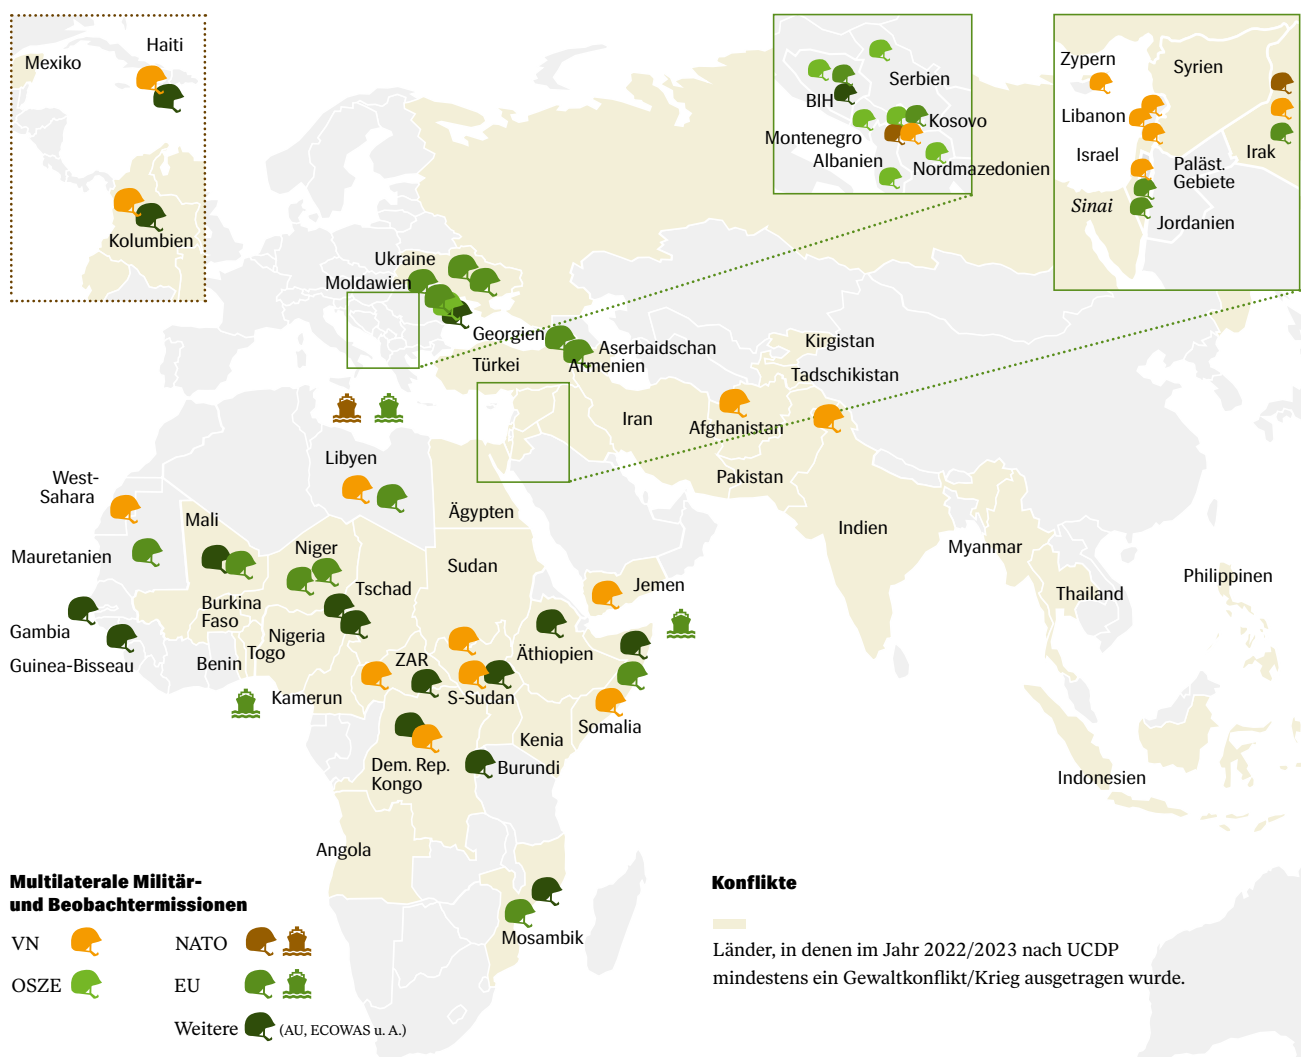 Haiti
Mexiko
Kolumbien
Serbien
BIH
Kosovo
Montenegro
Albanien
Nordmazedonien
Zypern
Syrien
Libanon
Irak
Israel
Paläst.
Gebiete
Sinai
Jordanien
Ukraine
Moldawien
Georgien
Aserbaidschan
Armenien
Türkei
Kirgistan
Tadschikistan
Iran
Afghanistan
Pakistan
Libyen
West-
Sahara
Ägypten
Mali
Indien
Mauretanien
Niger
Myanmar
Sudan
Tschad
Jemen
Philippinen
Thailand
Burkina
Faso
Gambia
Nigeria
Togo
Guinea-Bissau
Benin
ZAR
Äthiopien
Kamerun
S-Sudan
Somalia
Kenia
Dem. Rep.
Kongo
Burundi
Indonesien
Angola
Mosambik
Multilaterale Militär-
und Beobachtermissionen
VN
NATO
OSZE
EU
Weitere (AU, ECOWAS u. A.)
Konflikte
Länder, in denen im Jahr 2022/2023 nach UCDP
mindestens ein Gewaltkonflikt/Krieg ausgetragen wurde.